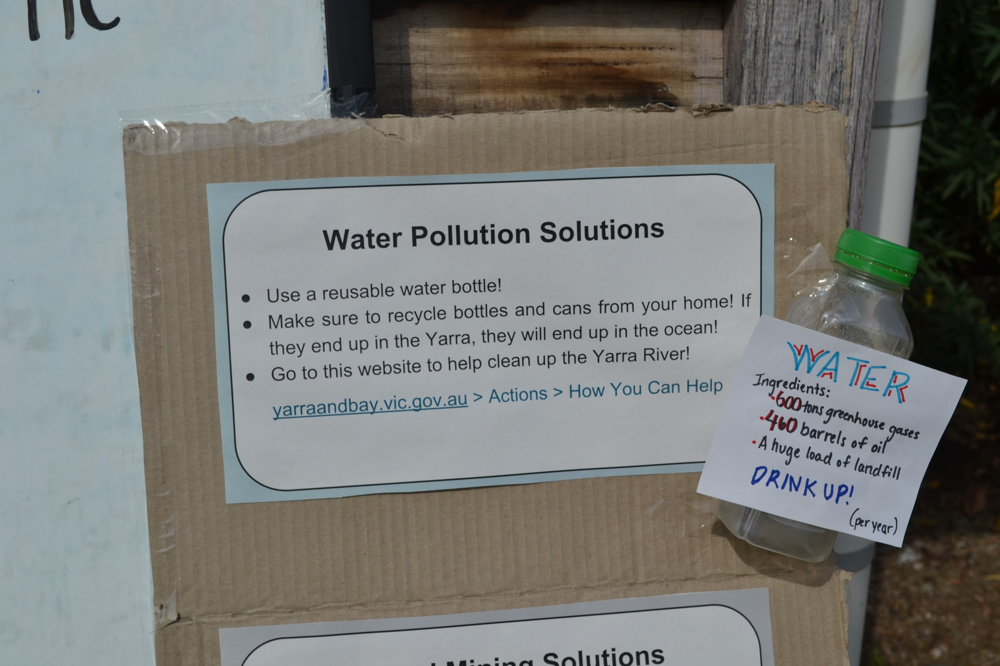 Water Pollution Solutions
● Use a reusable water bottle!
● Make sure to recycle bottles and cans from your home! If
they end up in the Yarra, they will end up in the ocean!
● Go to this website to help clean up the Yarra River!
yarraandbay.vic.gov.au > Actions > How You Can Help
WATER
Ingredients:
•600 tons greenhouse gases
•460 barrels of oil
•A huge load of landfill
DRINK UP!
(per year)
Mining Solutions